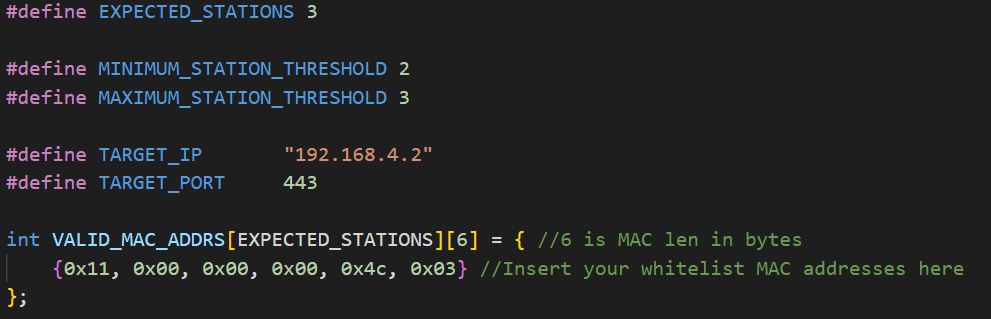 #define EXPECTED_STATIONS 3
#define MINIMUM_STATION_THRESHOLD 2
#define MAXIMUM_STATION_THRESHOLD 3
#define TARGET_IP       "192.168.4.2"
#define TARGET_PORT     443
int VALID_MAC_ADDRS[EXPECTED_STATIONS][6] = { //6 is MAC len in bytes
    {0x11, 0x00, 0x00, 0x00, 0x4c, 0x03} //Insert your whitelist MAC addresses here
};